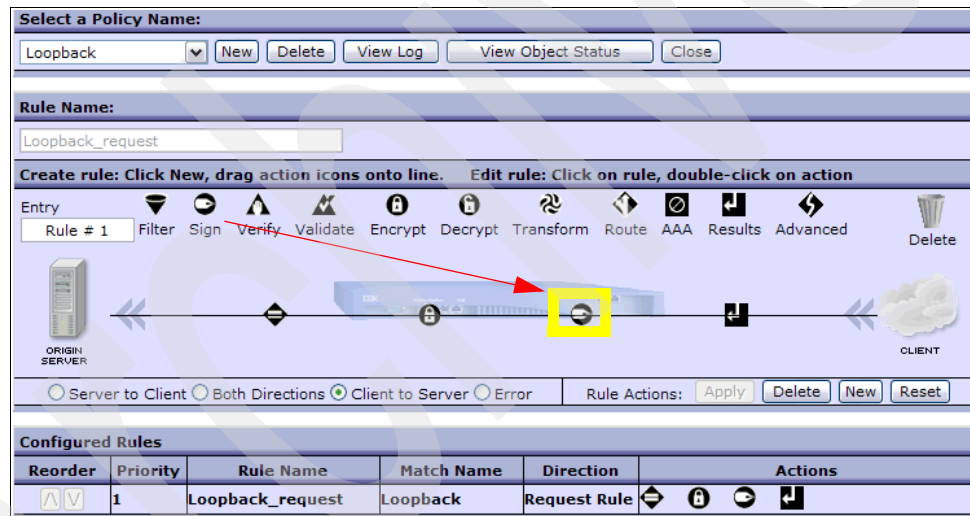 Select a Policy Name:
Loopback New Delete View Log View Object Status Close
Rule Name:
Loopback_request
Create rule: Click New, drag action icons onto line. Edit rule: Click on rule, double-click on action
Entry
Rule # 1 Filter Sign Verify Validate Encrypt Decrypt Transform Route AAA Results Advanced Delete
ORIGIN
SERVER
CLIENT
Server to Client Both Directions Client to Server Error Rule Actions: Apply Delete New Reset
Configured Rules
Reorder Priority Rule Name Match Name Direction Actions
1 Loopback_request Loopback Request Rule